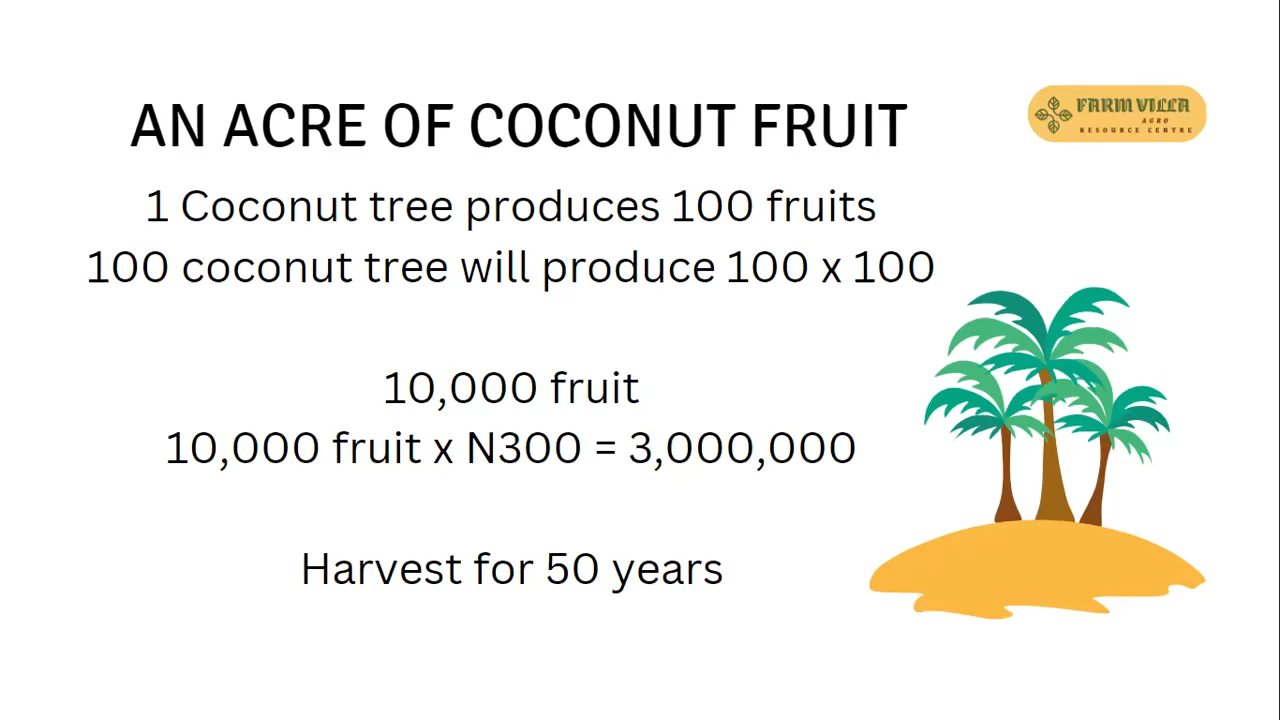 AN ACRE OF COCONUT FRUIT
FARM VILLA
AGRO
RESOURCE CENTRE
1 Coconut tree produces 100 fruits
100 coconut tree will produce 100 x 100
10,000 fruit
10,000 fruit x N300 = 3,000,000
Harvest for 50 years